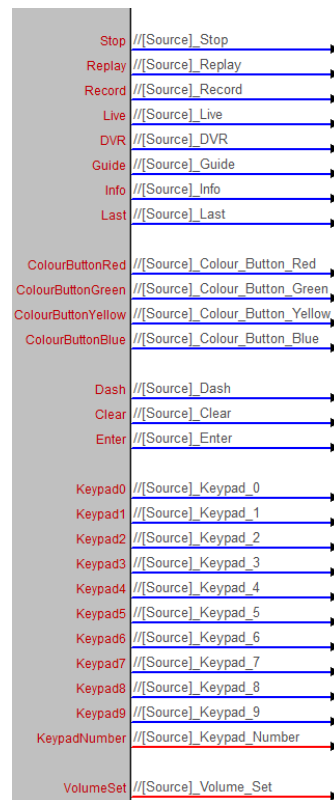 Stop //[Source]_Stop
Replay //[Source]_Replay
Record //[Source]_Record
Live //[Source]_Live
DVR //[Source]_DVR
Guide //[Source]_Guide
Info //[Source]_Info
Last //[Source]_Last
ColourButtonRed //[Source]_Colour_Button_Red
ColourButtonGreen //[Source]_Colour_Button_Green
ColourButtonYellow //[Source]_Colour_Button_Yellow
ColourButtonBlue //[Source]_Colour_Button_Blue
Dash //[Source]_Dash
Clear //[Source]_Clear
Enter //[Source]_Enter
Keypad0 //[Source]_Keypad_0
Keypad1 //[Source]_Keypad_1
Keypad2 //[Source]_Keypad_2
Keypad3 //[Source]_Keypad_3
Keypad4 //[Source]_Keypad_4
Keypad5 //[Source]_Keypad_5
Keypad6 //[Source]_Keypad_6
Keypad7 //[Source]_Keypad_7
Keypad8 //[Source]_Keypad_8
Keypad9 //[Source]_Keypad_9
KeypadNumber //[Source]_Keypad_Number
VolumeSet //[Source]_Volume_Set